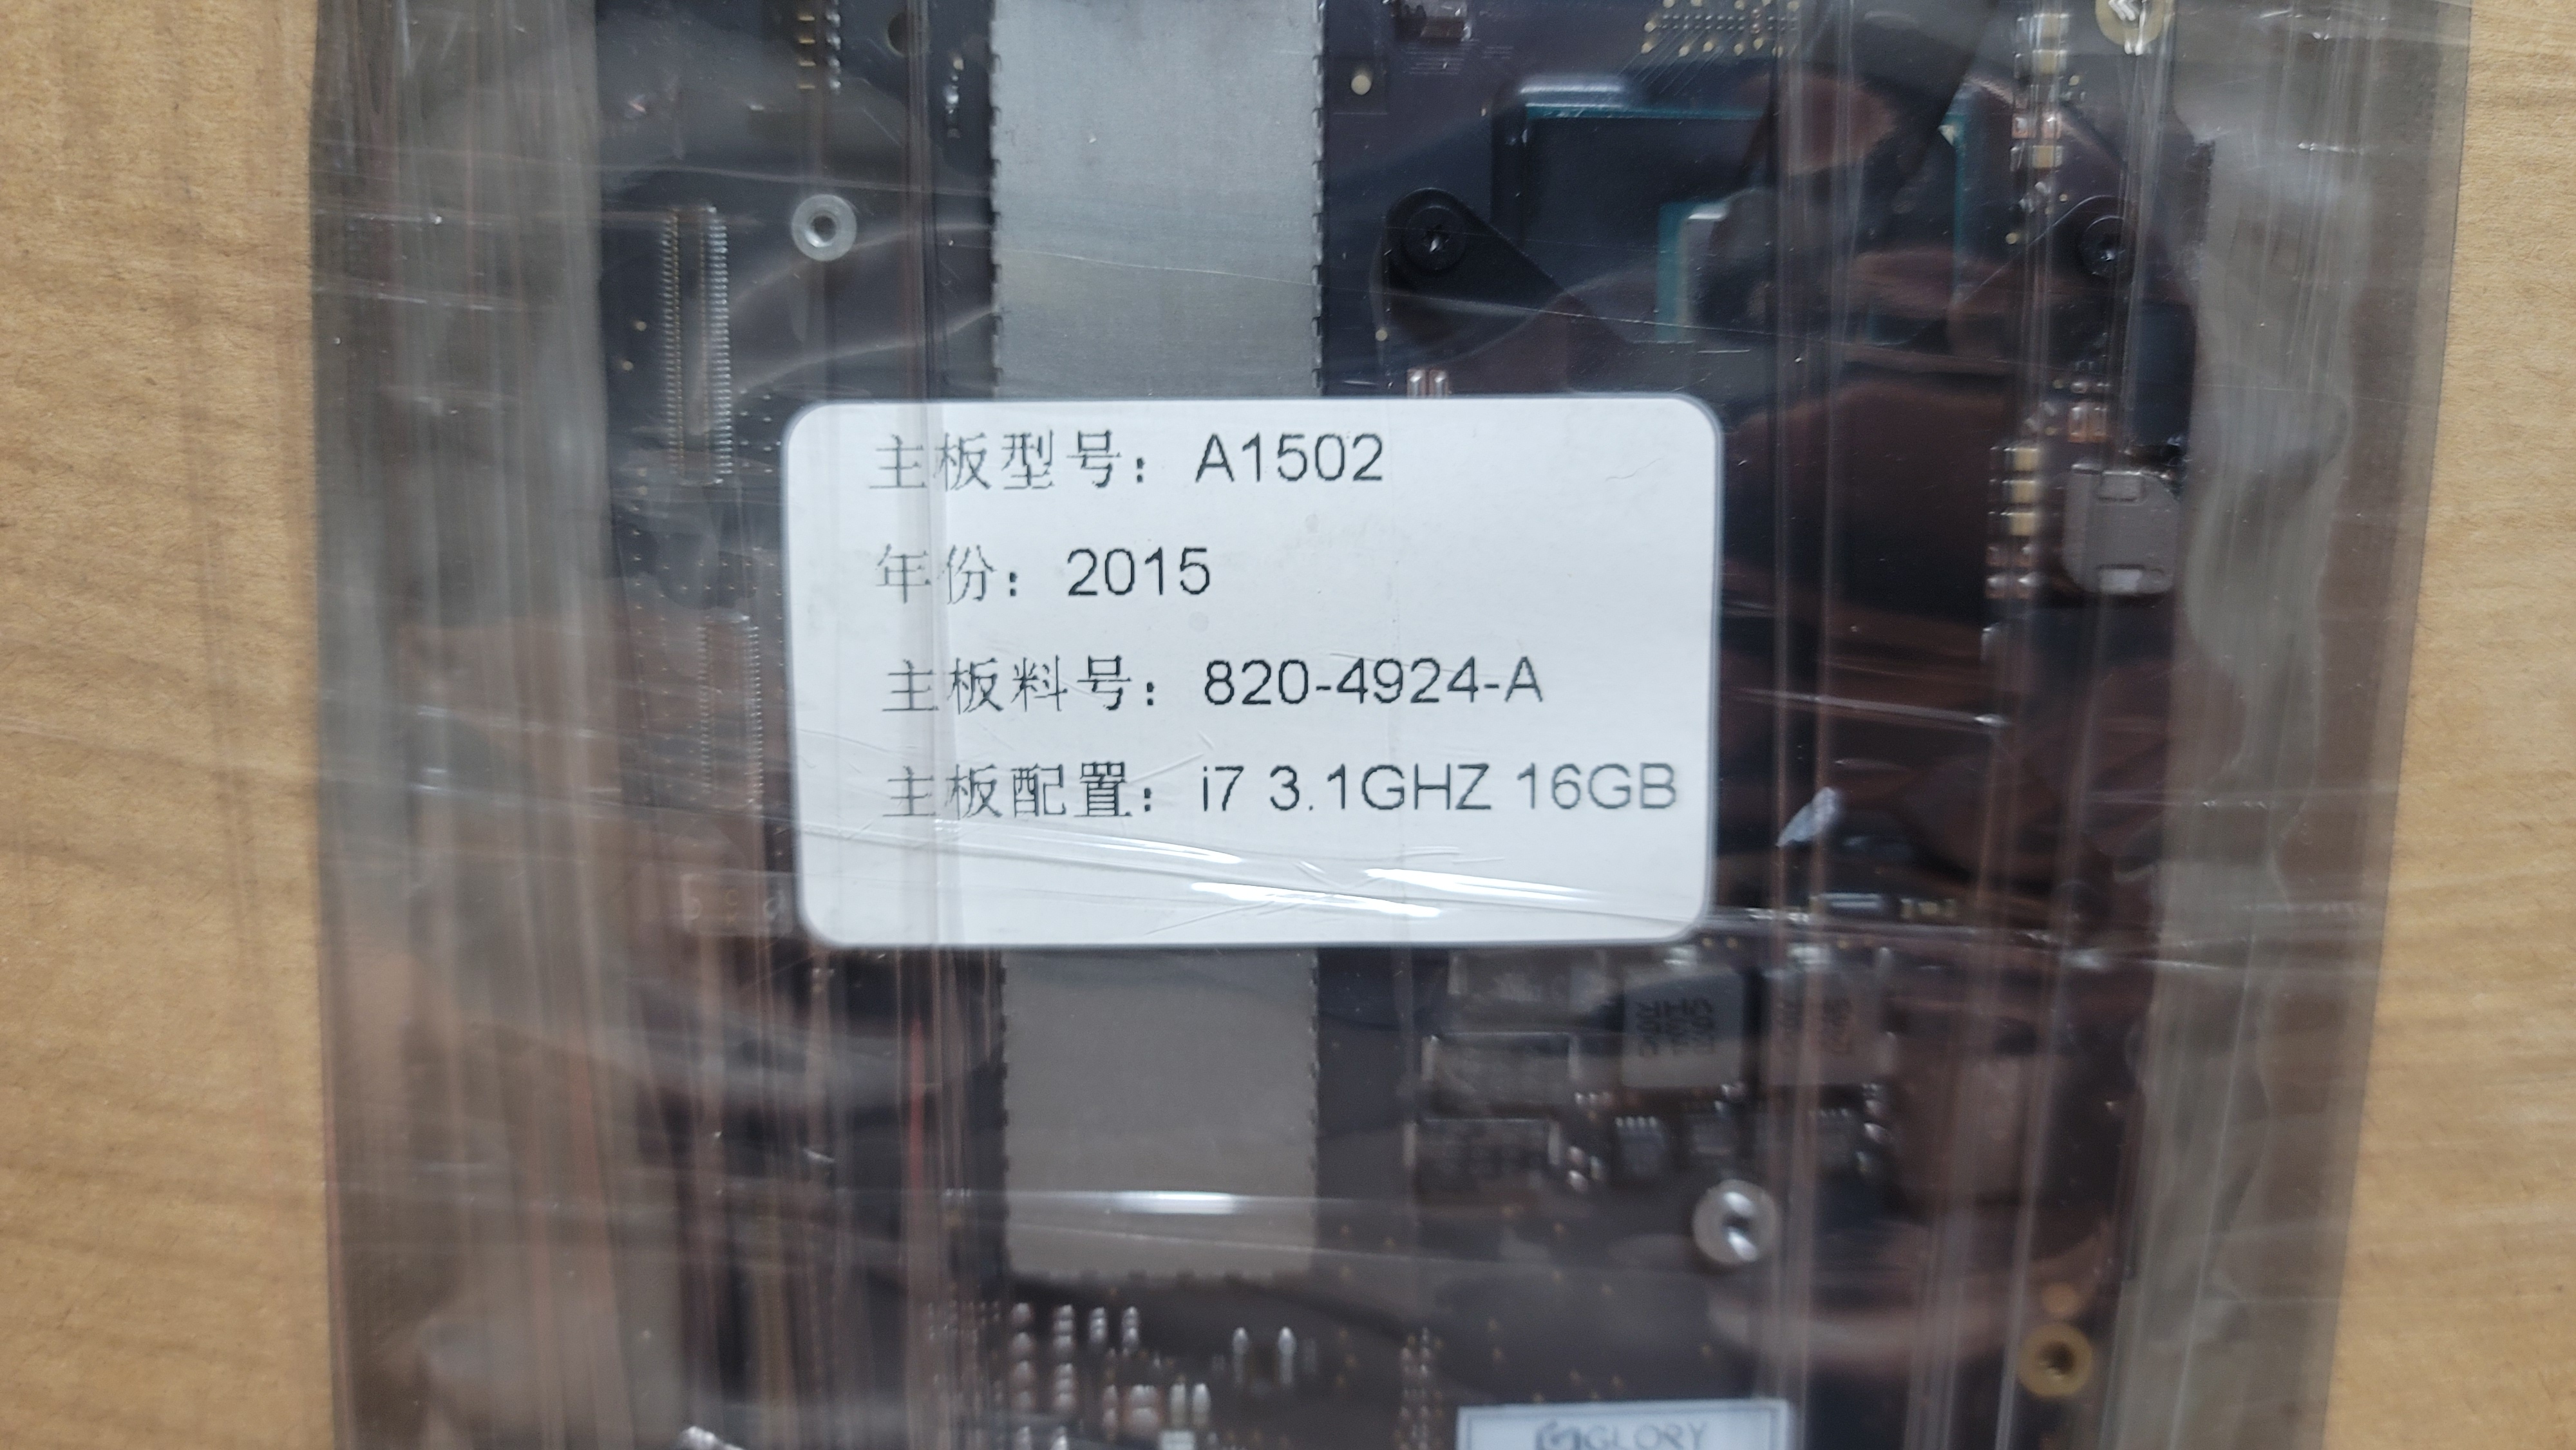 主板型号：A1502
年份：2015
主板料号：820-4924-A
主板配置：i7 3.1GHZ 16GB
GLORY